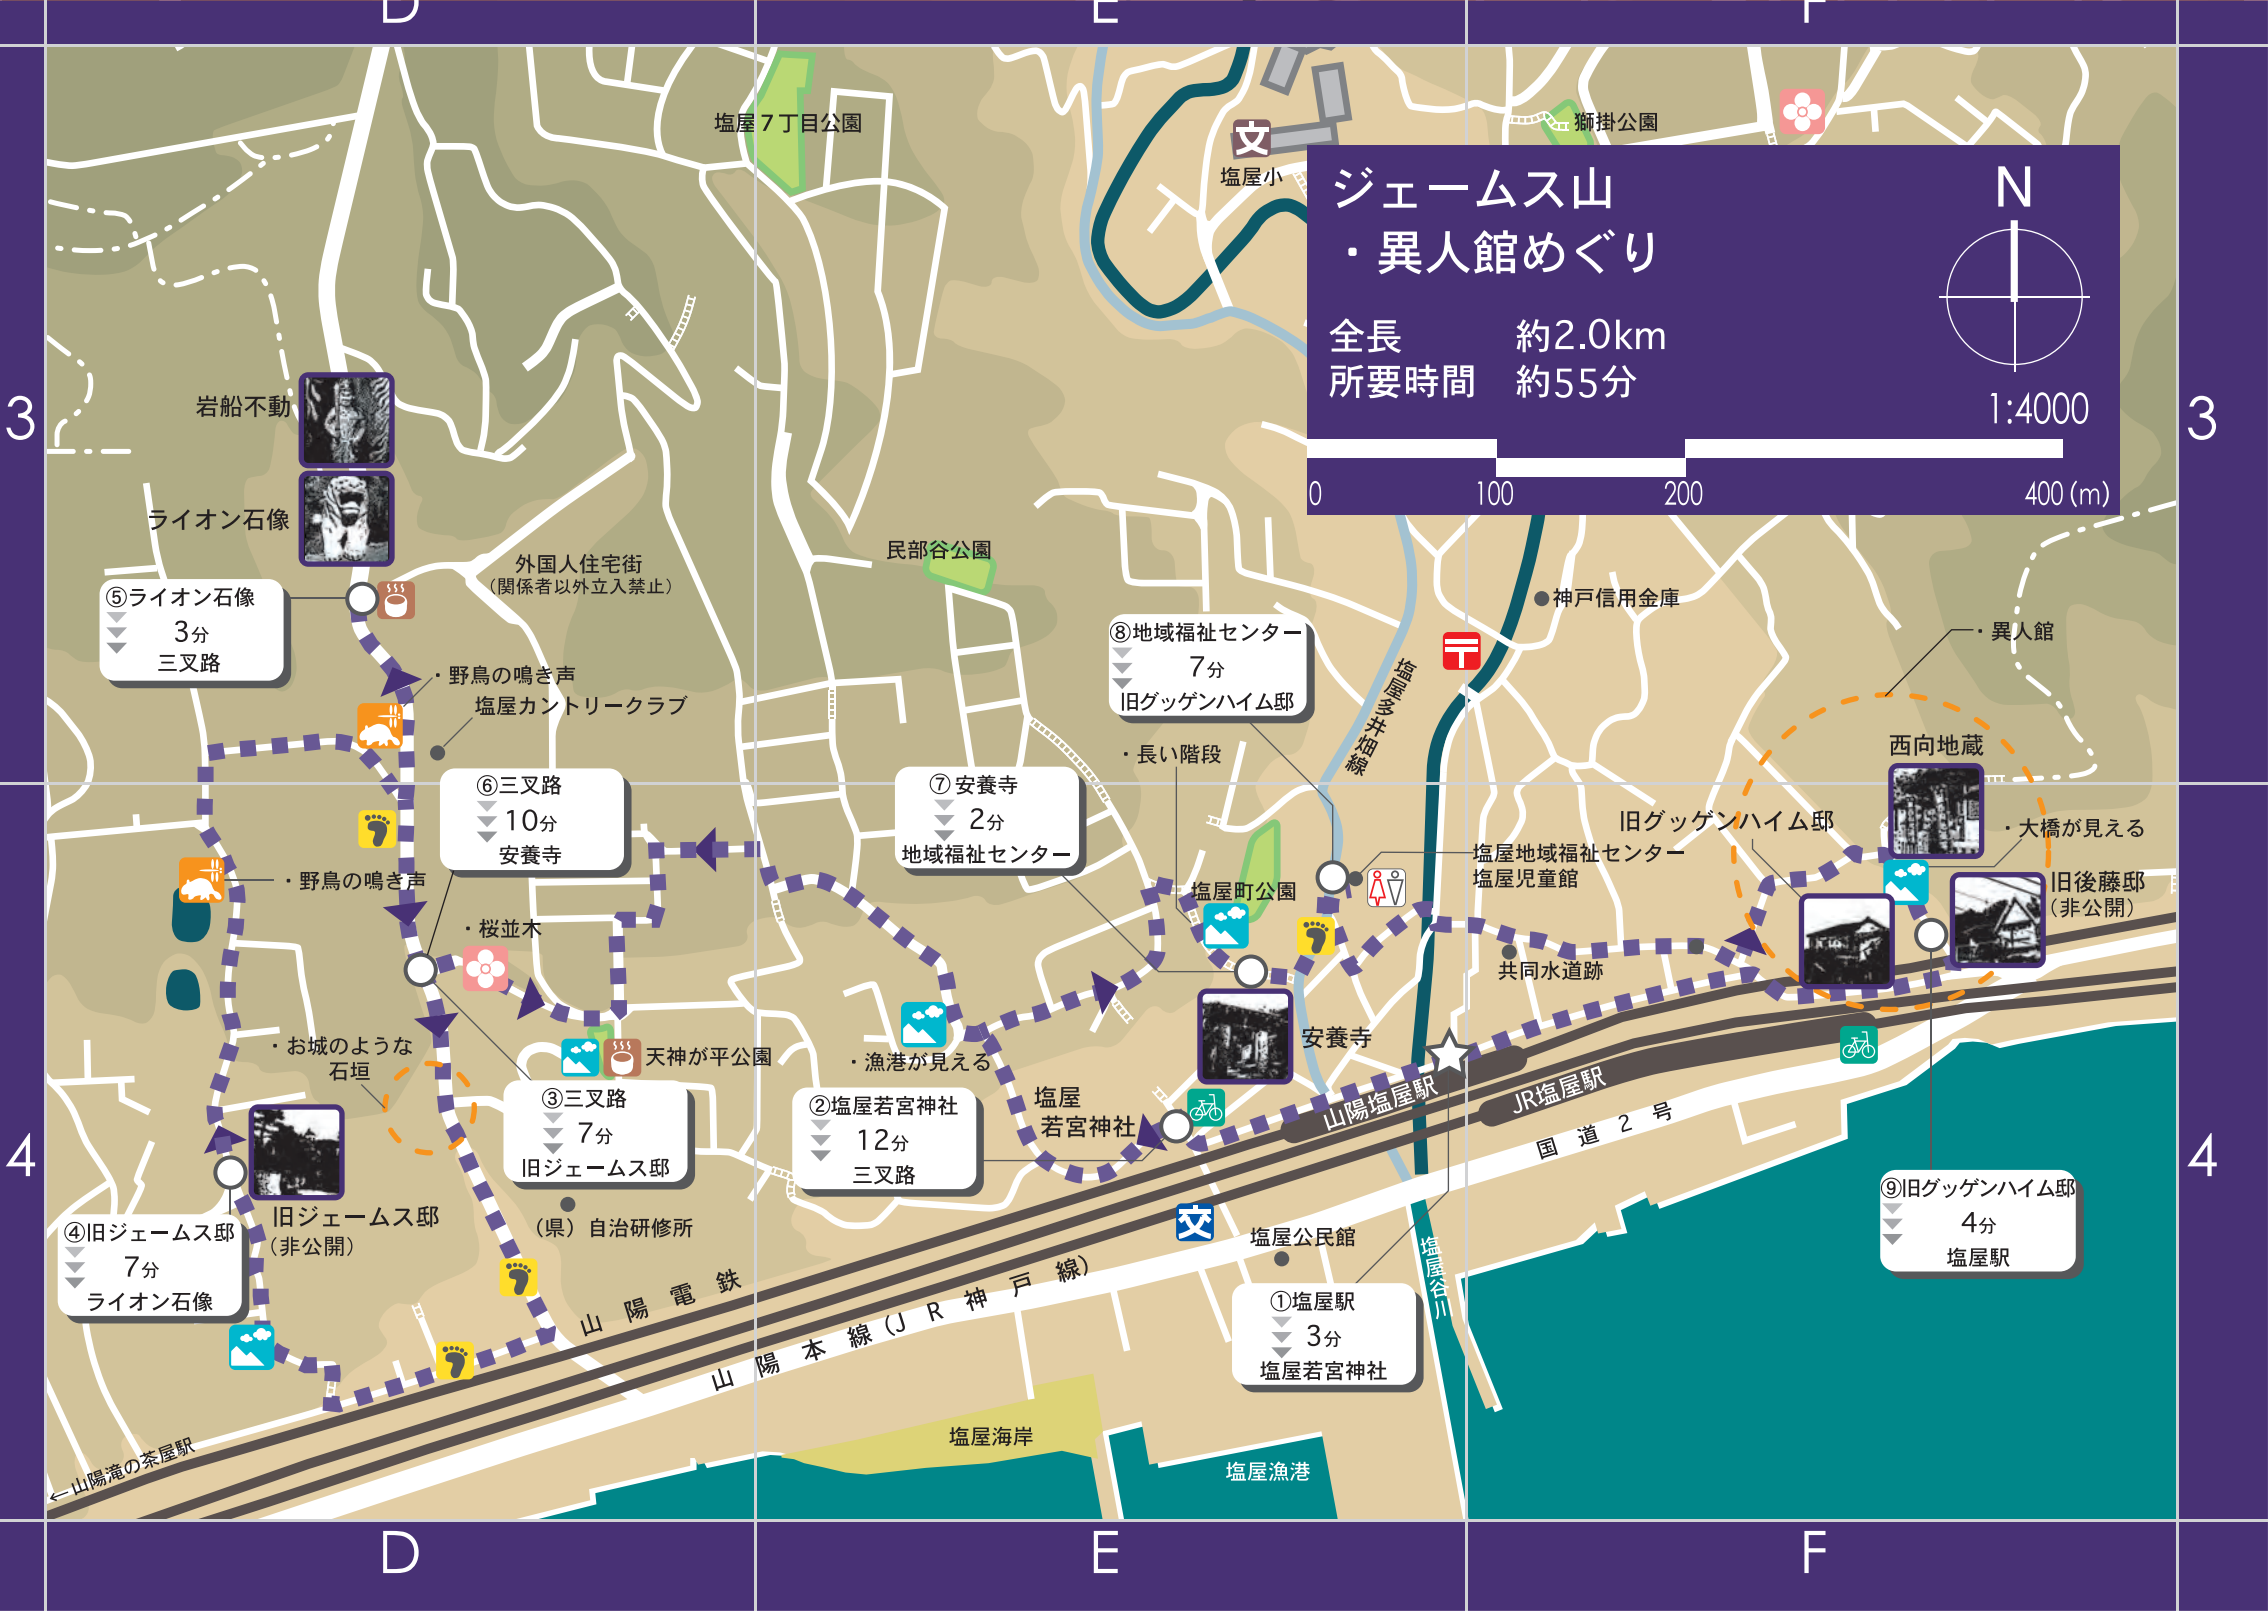 D
E
F
3
3
4
4
D
E
F
ジェームス山
・異人館めぐり
全長 約2.0km
所要時間 約55分
N
1:4000
0 100 200 400(m)
塩屋7丁目公園
塩屋小
獅掛公園
岩船不動
ライオン石像
外国人住宅街
(関係者以外立入禁止)
民部谷公園
神戸信用金庫
⑤ライオン石像
3分
三叉路
⑧地域福祉センター
7分
旧グッゲンハイム邸
・異人館
・野鳥の鳴き声
塩屋カントリークラブ
塩屋多井畑線
・長い階段
西向地蔵
⑥三叉路
10分
安養寺
⑦安養寺
2分
地域福祉センター
旧グッゲンハイム邸
・大橋が見える
塩屋地域福祉センター
塩屋児童館
・野鳥の鳴き声
塩屋町公園
旧後藤邸
(非公開)
・桜並木
共同水道跡
・お城のような
石垣
天神が平公園
・漁港が見える
安養寺
塩屋
若宮神社
③三叉路
7分
旧ジェームス邸
②塩屋若宮神社
12分
三叉路
山陽塩屋駅
JR塩屋駅
国道2号
旧ジェームス邸
(非公開)
(県)自治研修所
④旧ジェームス邸
7分
ライオン石像
⑨旧グッゲンハイム邸
4分
塩屋駅
塩屋公民館
塩屋谷川
①塩屋駅
3分
塩屋若宮神社
山陽電鉄
山陽本線(JR神戸線)
←山陽滝の茶屋駅
塩屋海岸
塩屋漁港
文
交